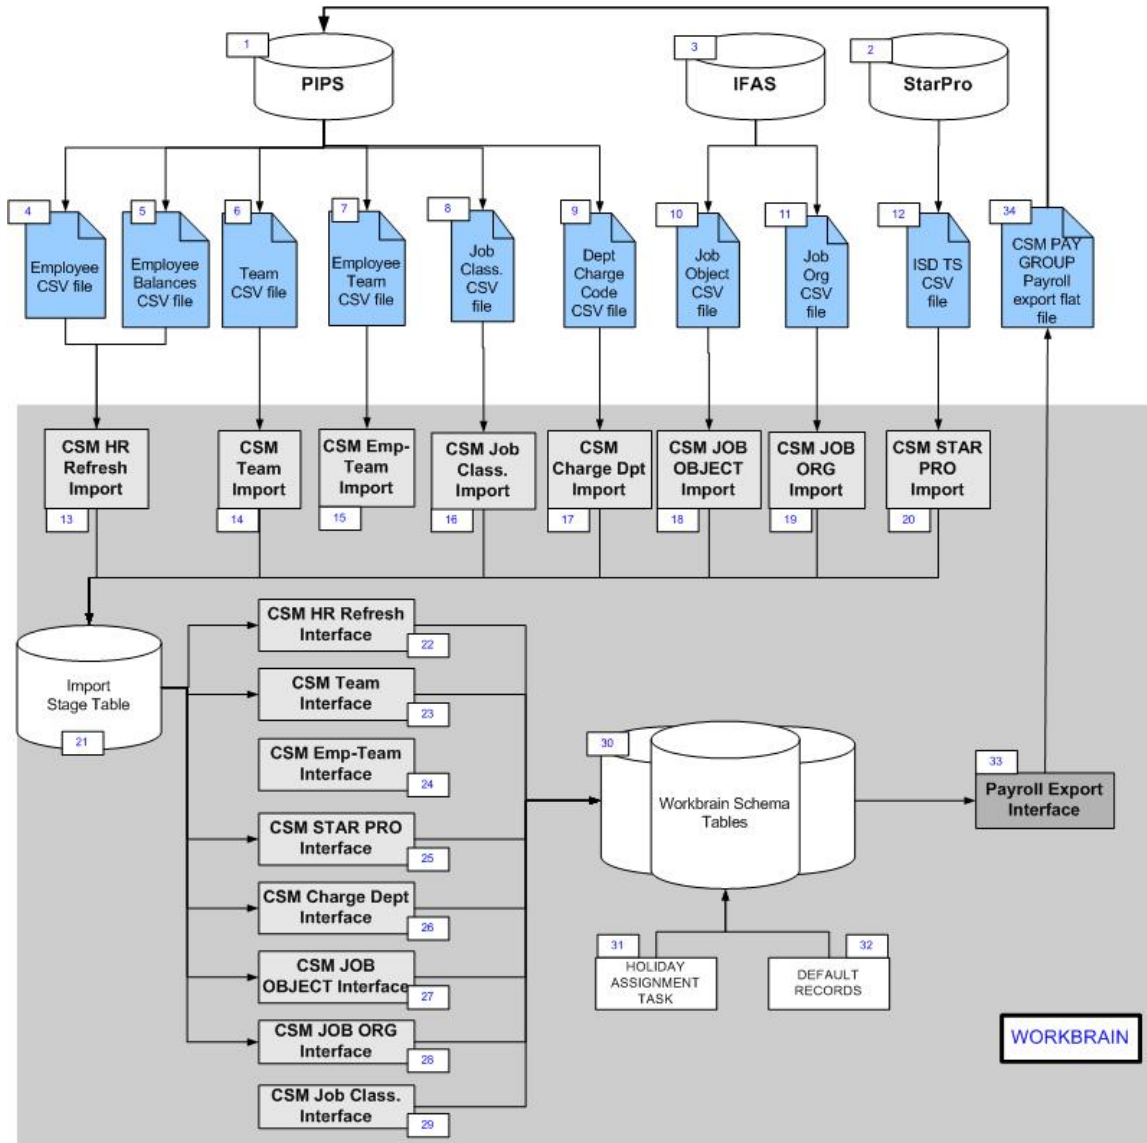 1
PIPS
3
IFAS
2
StarPro
4
Employee
CSV file
5
Employee
Balances
CSV file
6
Team
CSV file
7
Employee
Team
CSV file
8
Job
Class.
CSV
file
9
Dept
Charge
Code
CSV file
10
Job
Object
CSV
file
11
Job
Org
CSV
file
12
ISD TS
CSV
file
34
CSM PAY
GROUP
Payroll
export flat
file
CSM HR
Refresh
Import
13
CSM
Team
Import
14
CSM Emp-
Team
Import
15
CSM Job
Class.
Import
16
CSM
Charge Dpt
Import
17
CSM JOB
OBJECT
Import
18
CSM JOB
ORG
Import
19
CSM STAR
PRO
Import
20
Import
Stage Table
21
CSM HR Refresh
Interface
22
CSM Team
Interface
23
CSM Emp-Team
Interface
24
CSM STAR PRO
Interface
25
CSM Charge Dept
Interface
26
CSM JOB
OBJECT Interface
27
CSM JOB ORG
Interface
28
CSM Job Class.
Interface
29
30
Workbrain Schema
Tables
31
HOLIDAY
ASSIGNMENT
TASK
32
DEFAULT
RECORDS
33
Payroll Export
Interface
WORKBRAIN